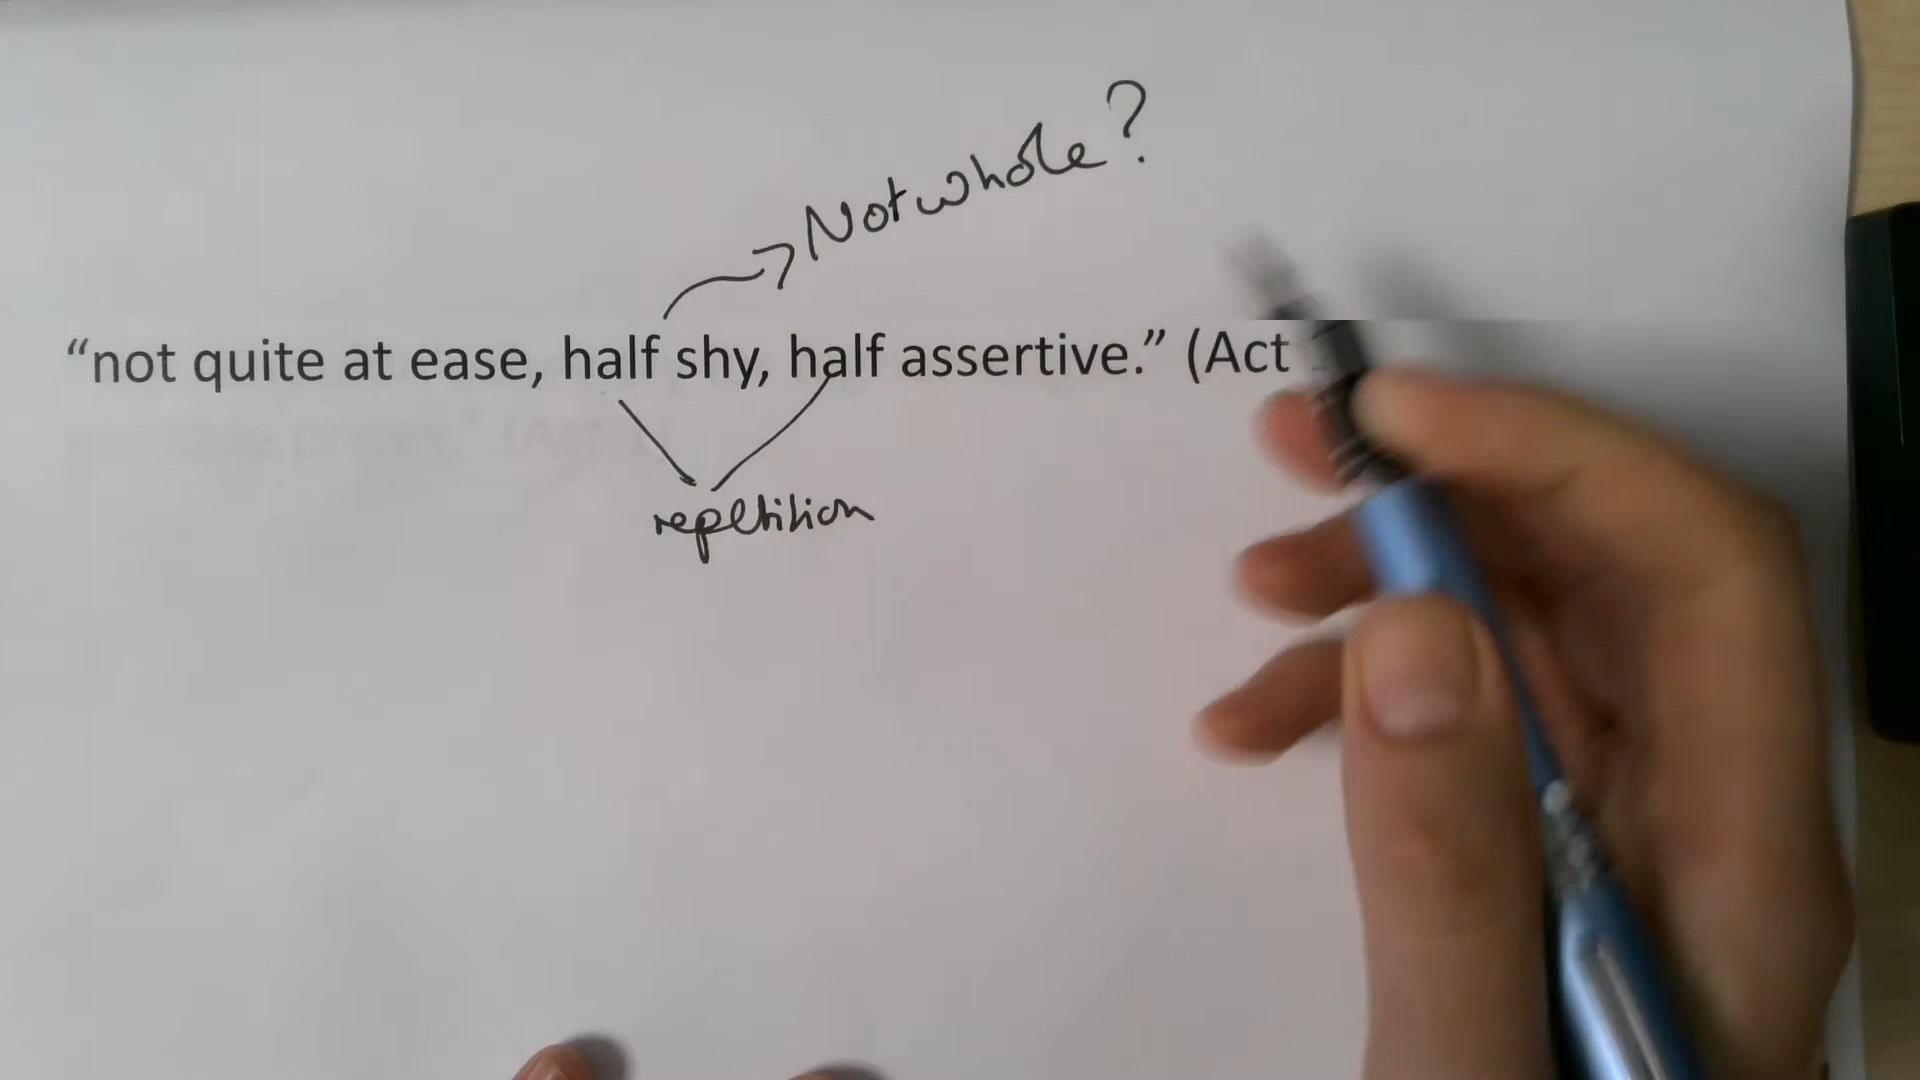 Not whole?
“not quite at ease, half shy, half assertive.” (Act
repetition